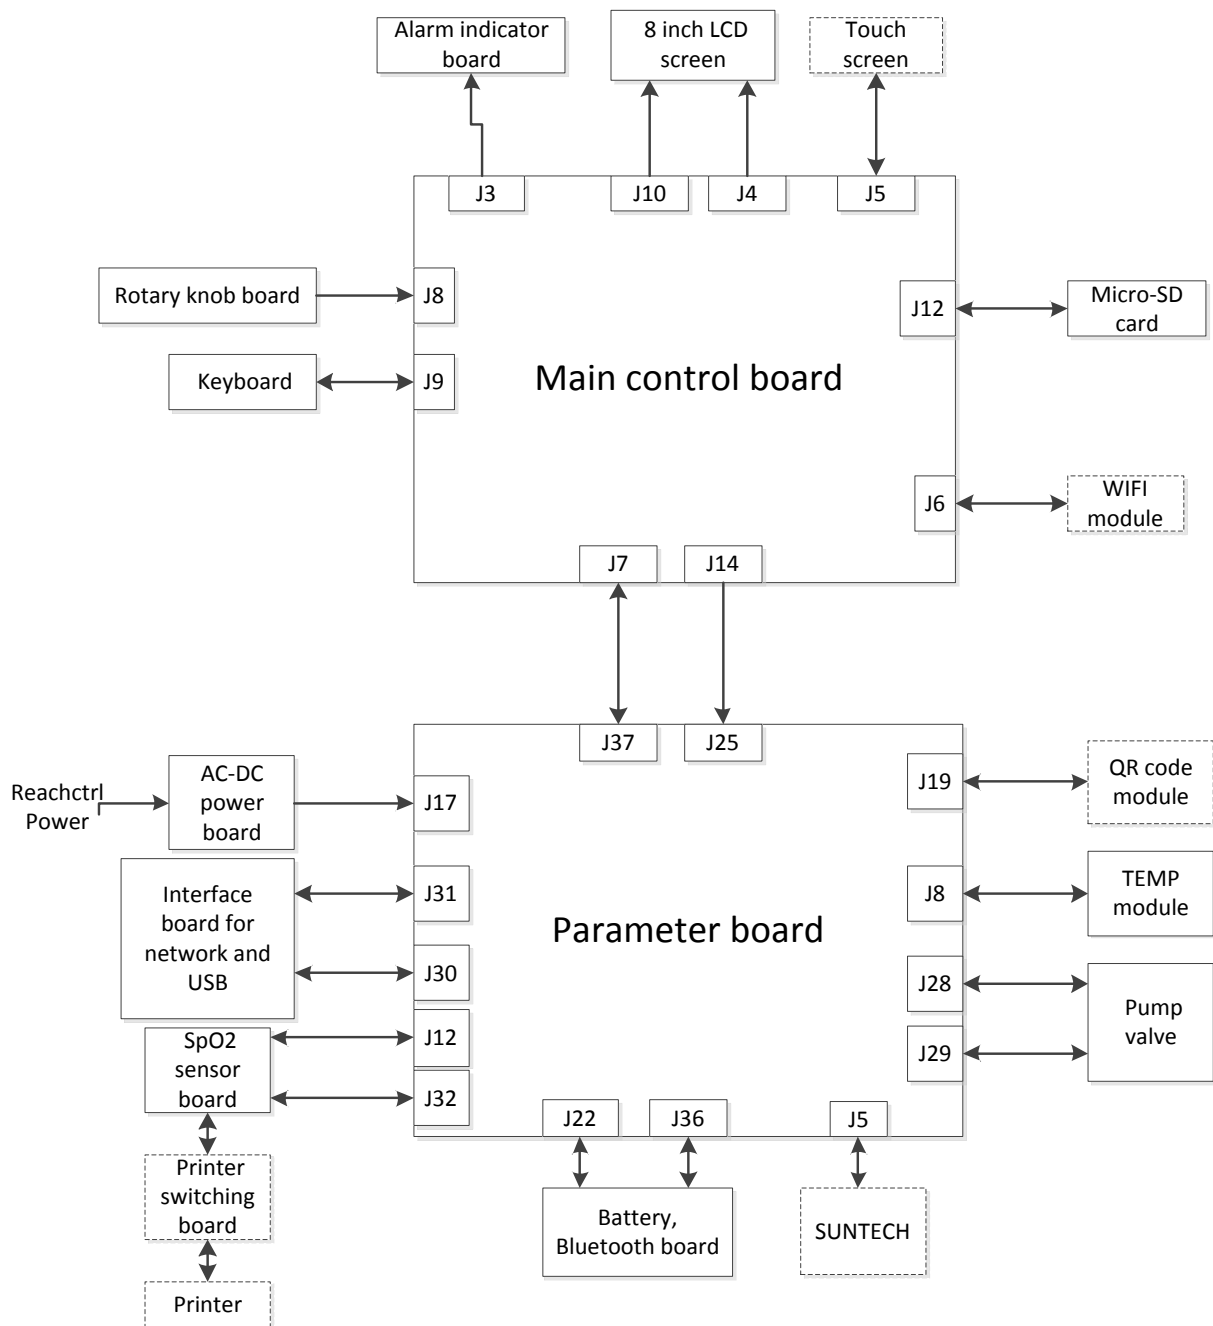 Alarm indicator
board
8 inch LCD
screen
Touch
screen
J3
J10
J4
J5
Rotary knob board
J8
J12
Micro-SD
card
Keyboard
J9
Main control board
J6
WIFI
module
J7
J14
J37
J25
Reachctrl
Power
AC-DC
power
board
J17
J19
QR code
module
Interface
board for
network and
USB
J31
J30
J8
TEMP
module
Parameter board
J28
J29
Pump
valve
SpO2
sensor
board
J12
J32
J22
J36
J5
Printer
switching
board
Battery,
Bluetooth board
SUNTECH
Printer